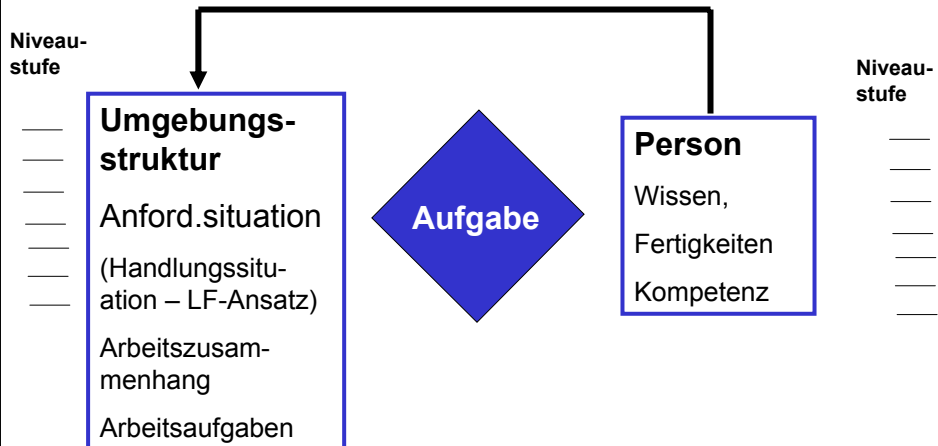 Niveau-
stufe
Umgebungs-
struktur
Anford.situation
(Handlungssitu-
ation – LF-Ansatz)
Arbeitszusam-
menhang
Arbeitsaufgaben
Aufgabe
Person
Wissen,
Fertigkeiten
Kompetenz
Niveau-
stufe